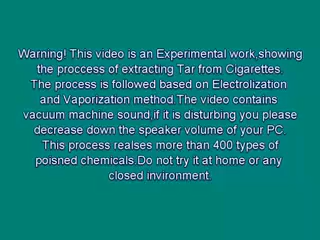 Warning! This video is an Experimental work,showing
the proccess of extracting Tar from Cigarettes.
The process is followed based on Electrolization
and Vaporization method.The video contains
vacuum machine sound,if it is disturbing you please
decrease down the speaker volume of your PC.
This process realses more than 400 types of
poisned chemicals.Do not try it at home or any
closed invironment.